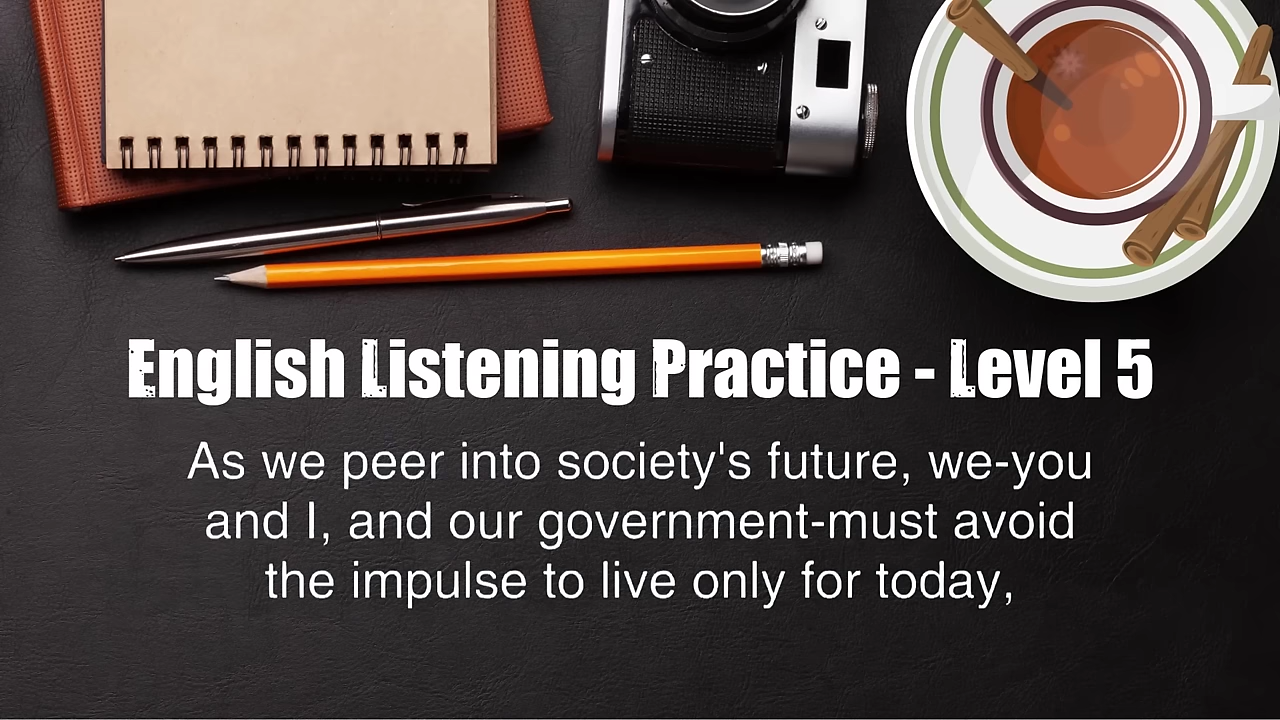 English Listening Practice - Level 5
As we peer into society's future, we-you
and I, and our government-must avoid
the impulse to live only for today,